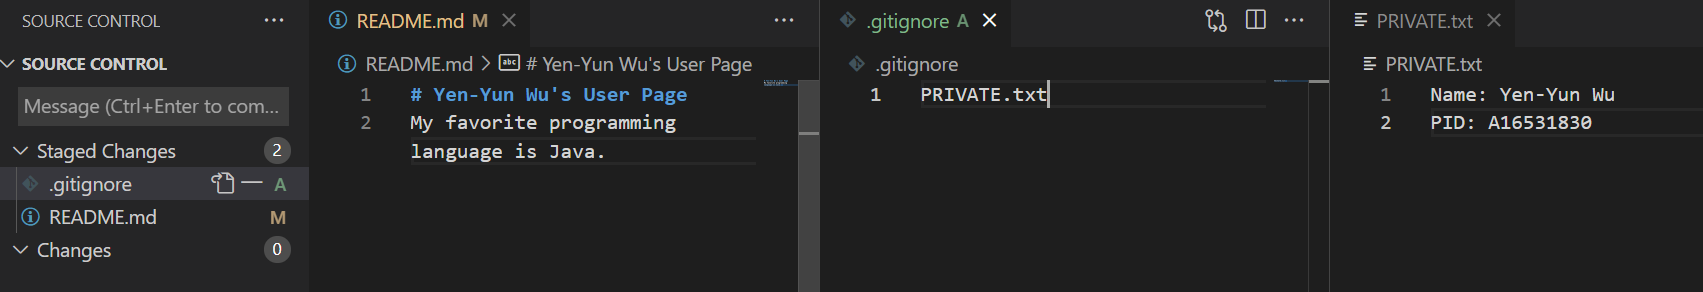 SOURCE CONTROL
SOURCE CONTROL
Message (Ctrl+Enter to com...
Staged Changes 2
.gitignore A
README.md M
Changes 0
README.md M
README.md > # Yen-Yun Wu's User Page
1 # Yen-Yun Wu's User Page
2 My favorite programming
language is Java.
.gitignore A
.gitignore
1 PRIVATE.txt
PRIVATE.txt
PRIVATE.txt
1 Name: Yen-Yun Wu
2 PID: A16531830